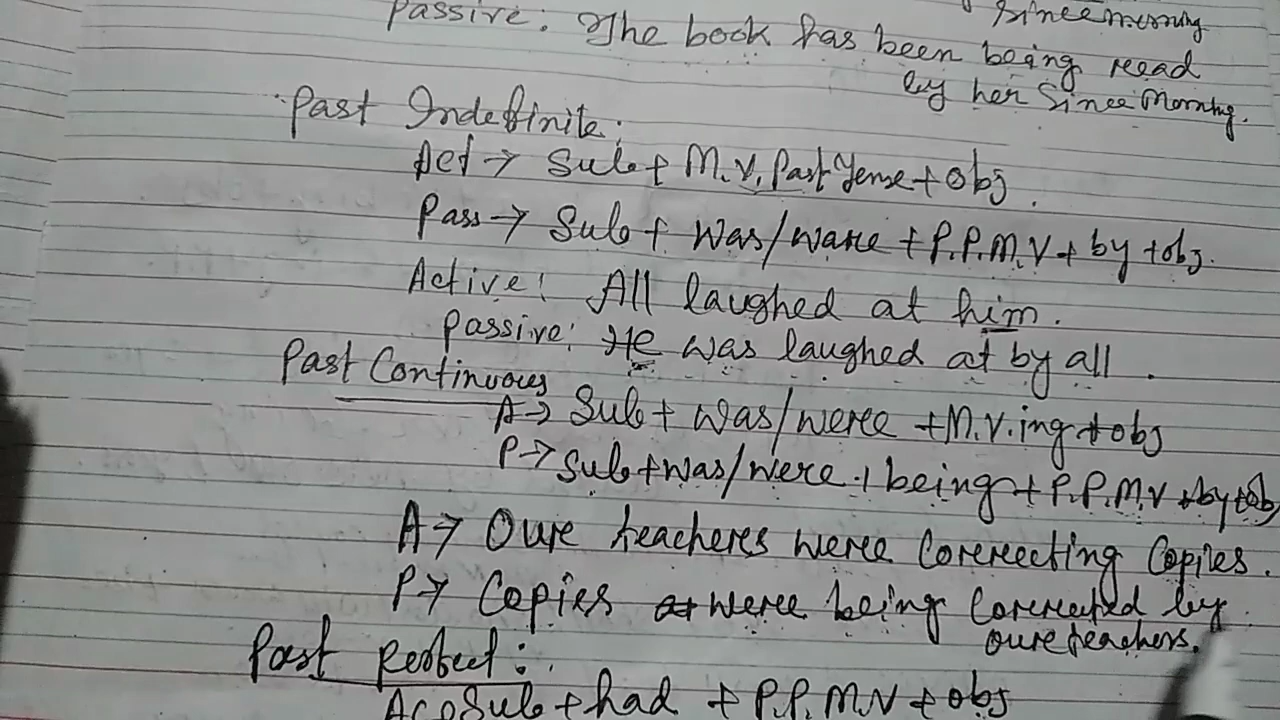 Since morning
Passive: The book has been being read
by her Since Morning.
Past Indefinite:
Act → Sub + M.V. Past Tense + Obj.
Pass → Sub + was/ware + P.P.M.V + by + obj.
Active: All laughed at him.
Passive: He was laughed at by all.
Past Continuous
A → Sub + was/were + M.V.ing + obj
P → Sub + was/were + being + P.P.M.V + by + ob
A → Our teachers were Correcting Copies.
P → Copies were being Corrected by
our teachers.
Past Perfect:
Ac → Sub + had + P.P.M.V + obj